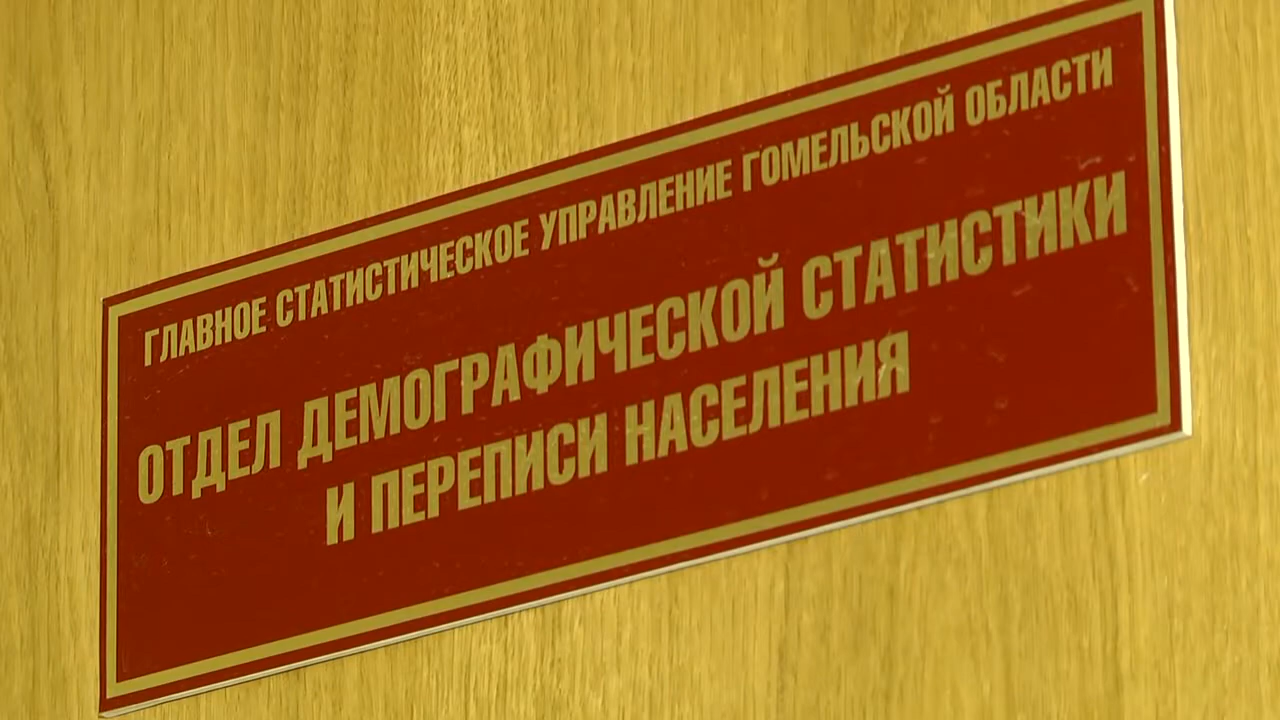 ГЛАВНОЕ СТАТИСТИЧЕСКОЕ УПРАВЛЕНИЕ ГОМЕЛЬСКОЙ ОБЛАСТИ
ОТДЕЛ ДЕМОГРАФИЧЕСКОЙ СТАТИСТИКИ
И ПЕРЕПИСИ НАСЕЛЕНИЯ